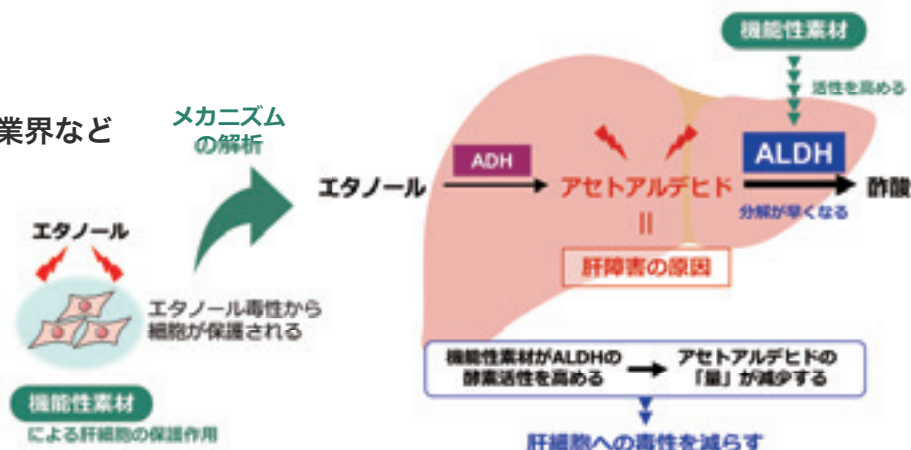 業界など
メカニズム
の解析
エタノール
エタノール毒性から
細胞が保護される
機能性素材
による肝細胞の保護作用
機能性素材
活性を高める
エタノール
ADH
アセトアルデヒド
ALDH
酢酸
分解が早くなる
||
肝障害の原因
機能性素材がALDHの
酵素活性を高める
アセトアルデヒドの
「量」が減少する
肝細胞への毒性を減らす